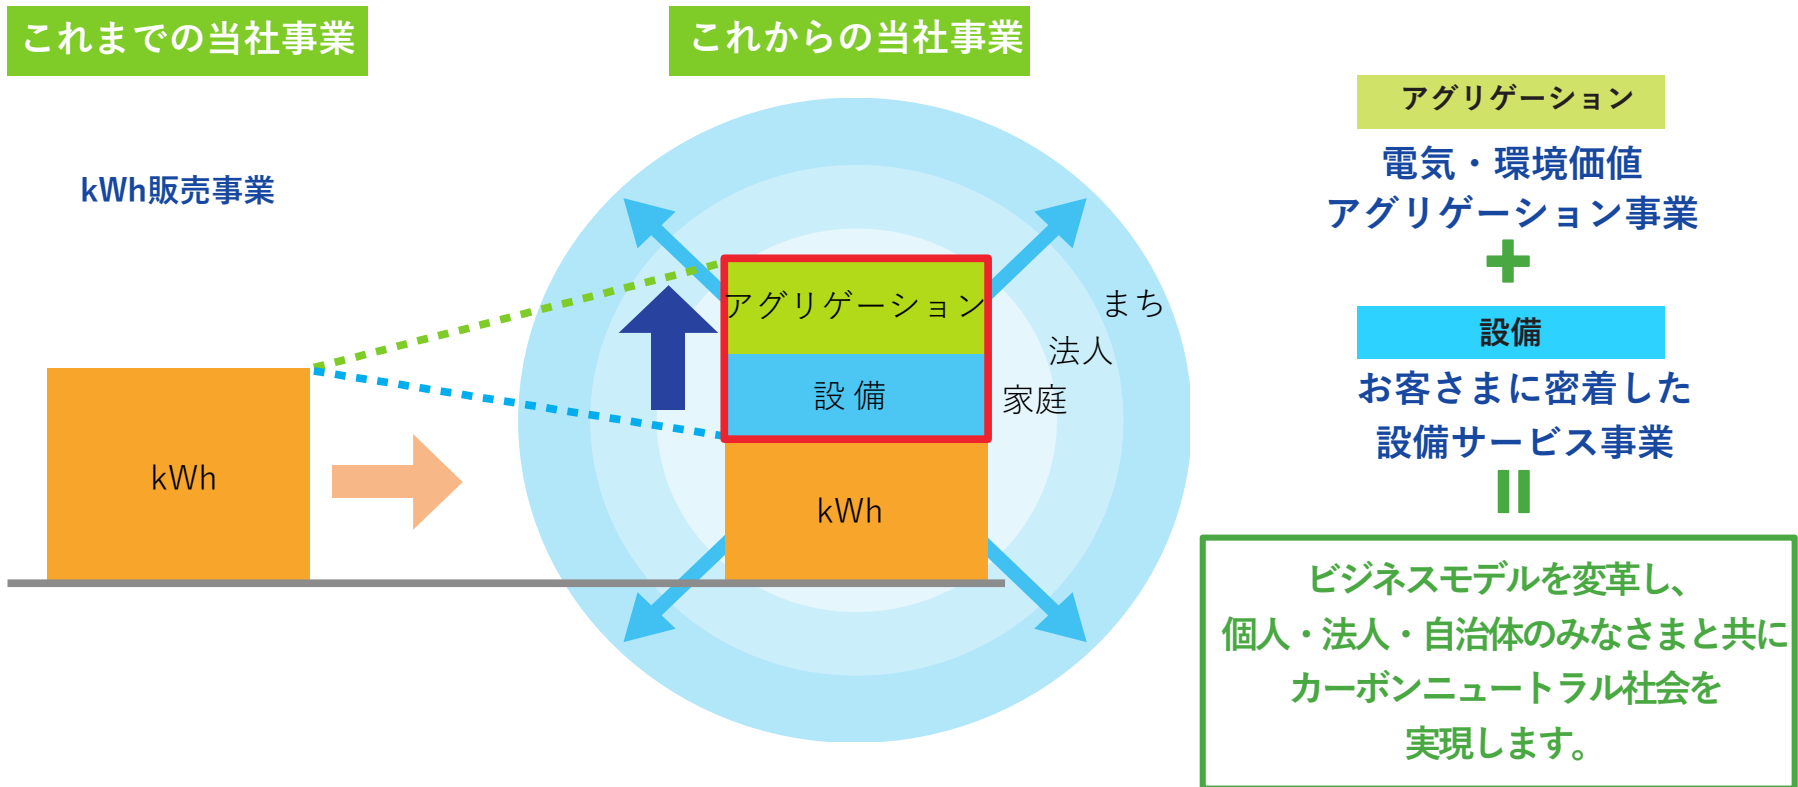 これまでの当社事業
これからの当社事業
kWh販売事業
kWh
アグリゲーション
設備
kWh
まち
法人
家庭
アグリゲーション
電気・環境価値
アグリゲーション事業
+
設備
お客さまに密着した
設備サービス事業
ビジネスモデルを変革し、
個人・法人・自治体のみなさまと共に
カーボンニュートラル社会を
実現します。